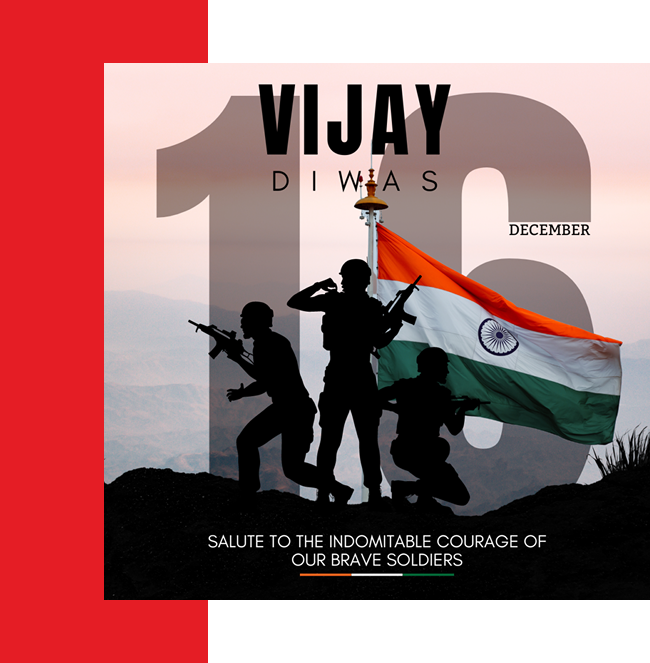 16
VIJAY
DIWAS
DECEMBER
SALUTE TO THE INDOMITABLE COURAGE OF
OUR BRAVE SOLDIERS